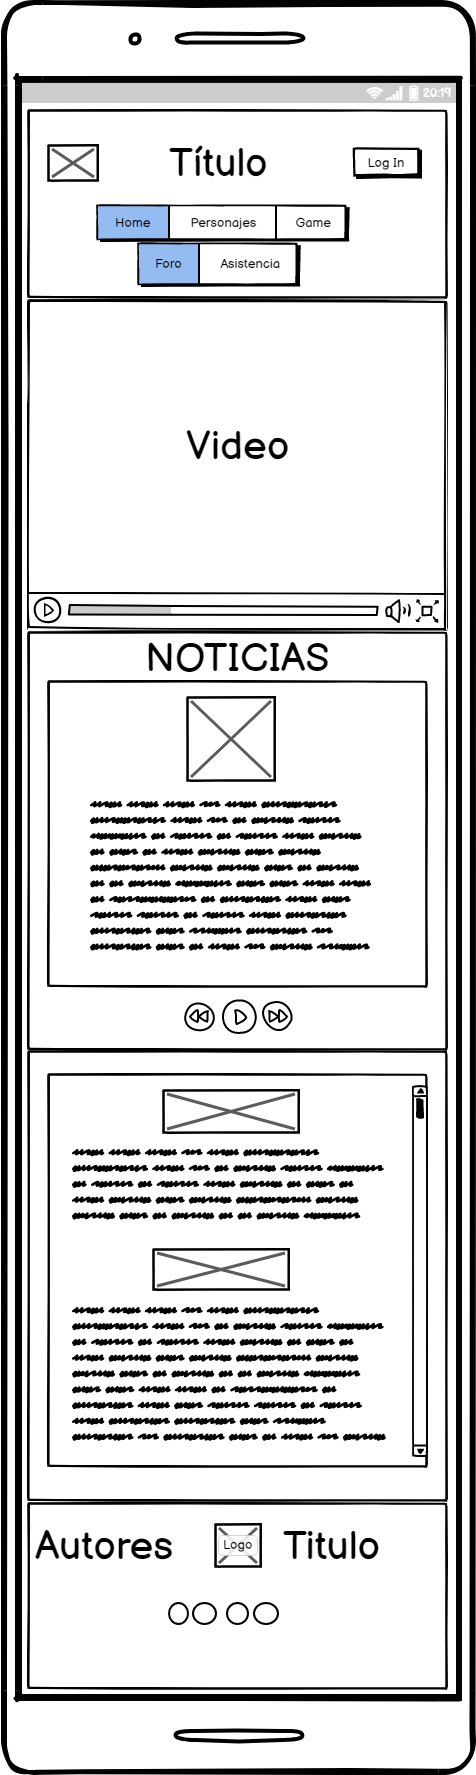 20:19
Título
Log In
Home Personajes Game
Foro Asistencia
Video
NOTICIAS
Autores Logo Titulo